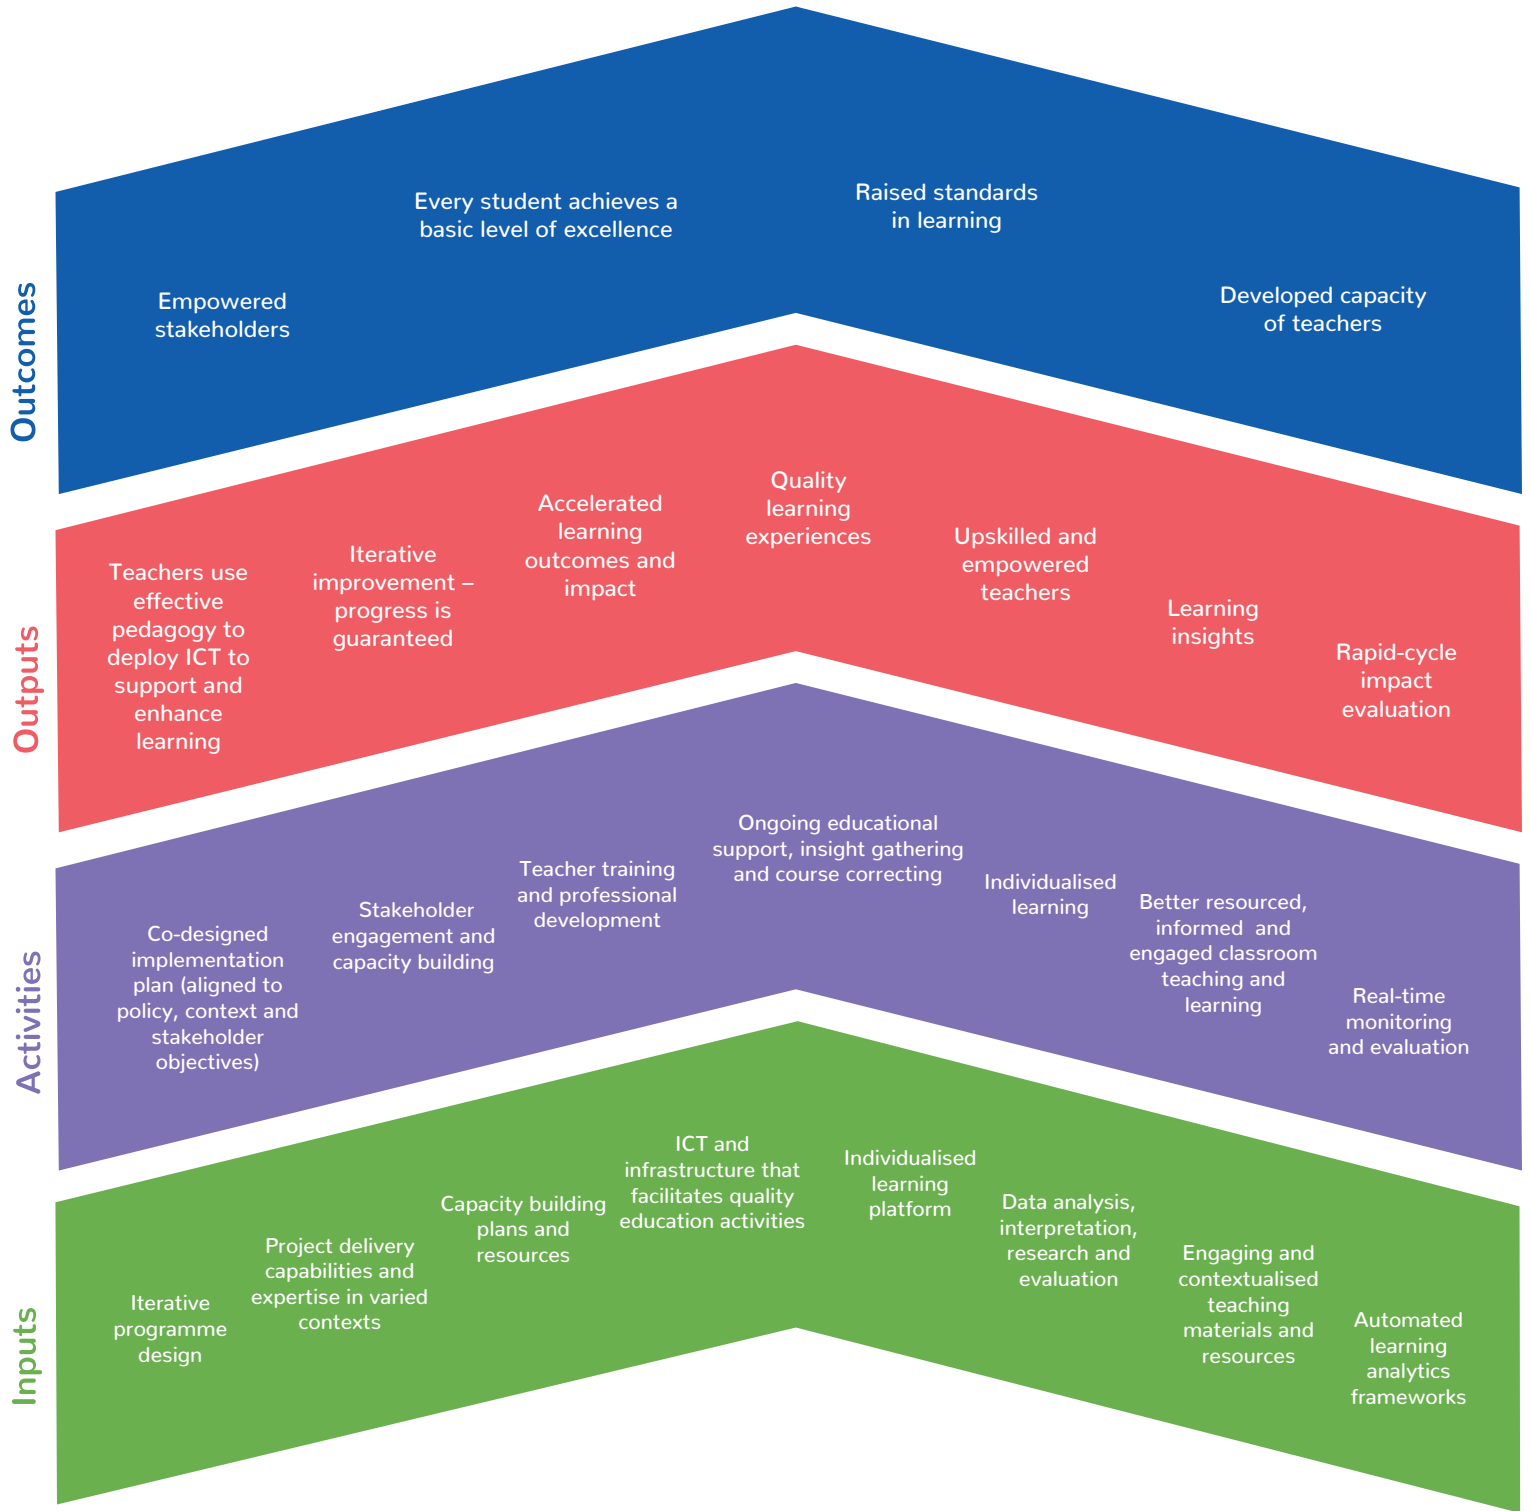 Outcomes
Empowered
stakeholders
Every student achieves a
basic level of excellence
Raised standards
in learning
Developed capacity
of teachers
Outputs
Teachers use
effective
pedagogy to
deploy ICT to
support and
enhance
learning
Iterative
improvement –
progress is
guaranteed
Accelerated
learning
outcomes and
impact
Quality
learning
experiences
Upskilled and
empowered
teachers
Learning
insights
Rapid-cycle
impact
evaluation
Activities
Co-designed
implementation
plan (aligned to
policy, context and
stakeholder
objectives)
Stakeholder
engagement and
capacity building
Teacher training
and professional
development
Ongoing educational
support, insight gathering
and course correcting
Individualised
learning
Better resourced,
informed and
engaged classroom
teaching and
learning
Real-time
monitoring
and evaluation
Inputs
Iterative
programme
design
Project delivery
capabilities and
expertise in varied
contexts
Capacity building
plans and
resources
ICT and
infrastructure that
facilitates quality
education activities
Individualised
learning
platform
Data analysis,
interpretation,
research and
evaluation
Engaging and
contextualised
teaching
materials and
resources
Automated
learning
analytics
frameworks